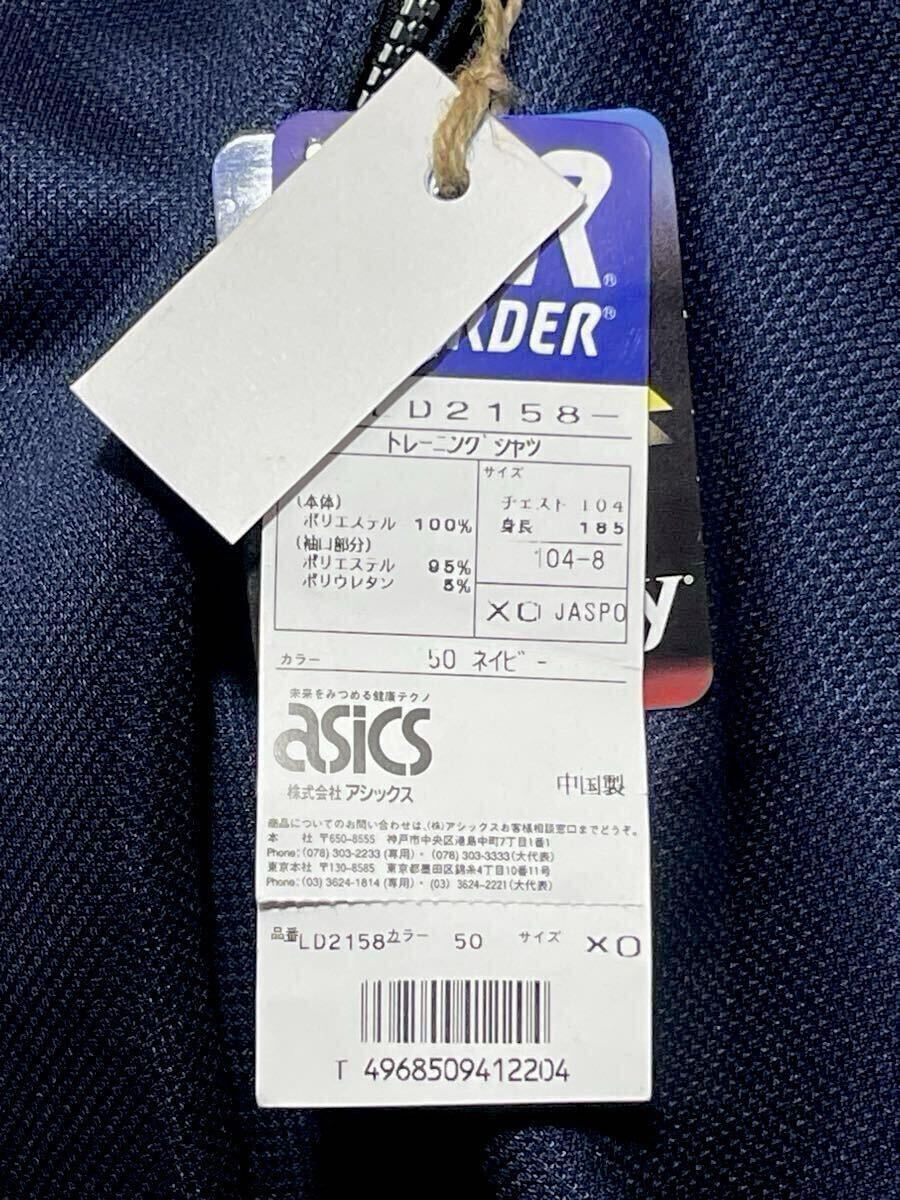 R®
RDER®
LD2158-
トレーニングシャツ
サイズ
(本体)
ポリエステル 100%
(袖口部分)
ポリエステル 95%
ポリウレタン 5%
チェスト 104
身長 185
104-8
XO JASPO
y®
カラー 50 ネイビー
未来をみつめる健康テクノ
asics
株式会社アシックス
中国製
商品についてのお問い合わせは、(株)アシックスお客様相談窓口までどうぞ。
本 社 〒650-8555 神戸市中央区港島中町7丁目1番1
Phone:(078) 303-2233 (専用)・(078) 303-3333(大代表)
東京本社 〒130-8585 東京都墨田区錦糸4丁目10番11号
Phone:(03) 3624-1814 (専用)・(03) 3624-2221(大代表)
品番 LD2158 カラー 50 サイズ XO
T 4968509412204